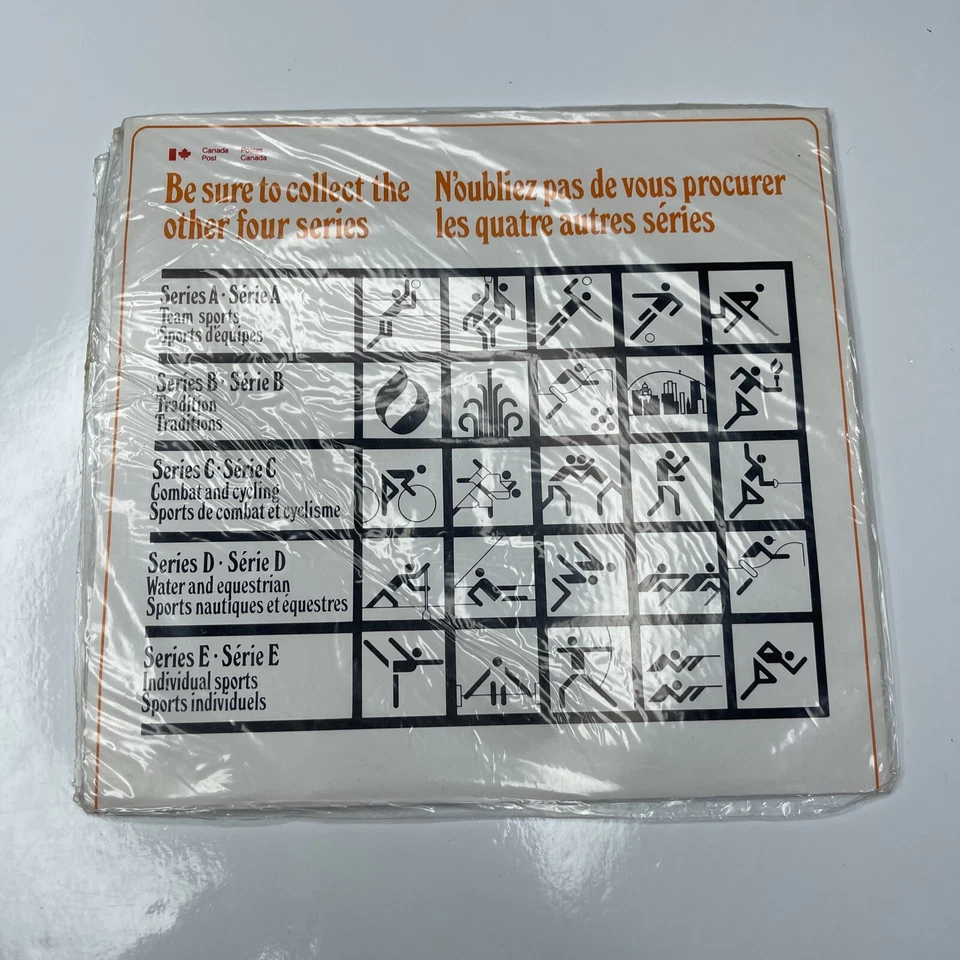 Canada Post
Postes Canada
Be sure to collect the
other four series
N'oubliez pas de vous procurer
les quatre autres séries
Series A · Série A
Team sports
Sports d'équipes
Series B · Série B
Tradition
Traditions
Series C · Série C
Combat and cycling
Sports de combat et cyclisme
Series D · Série D
Water and equestrian
Sports nautiques et équestres
Series E · Série E
Individual sports
Sports individuels